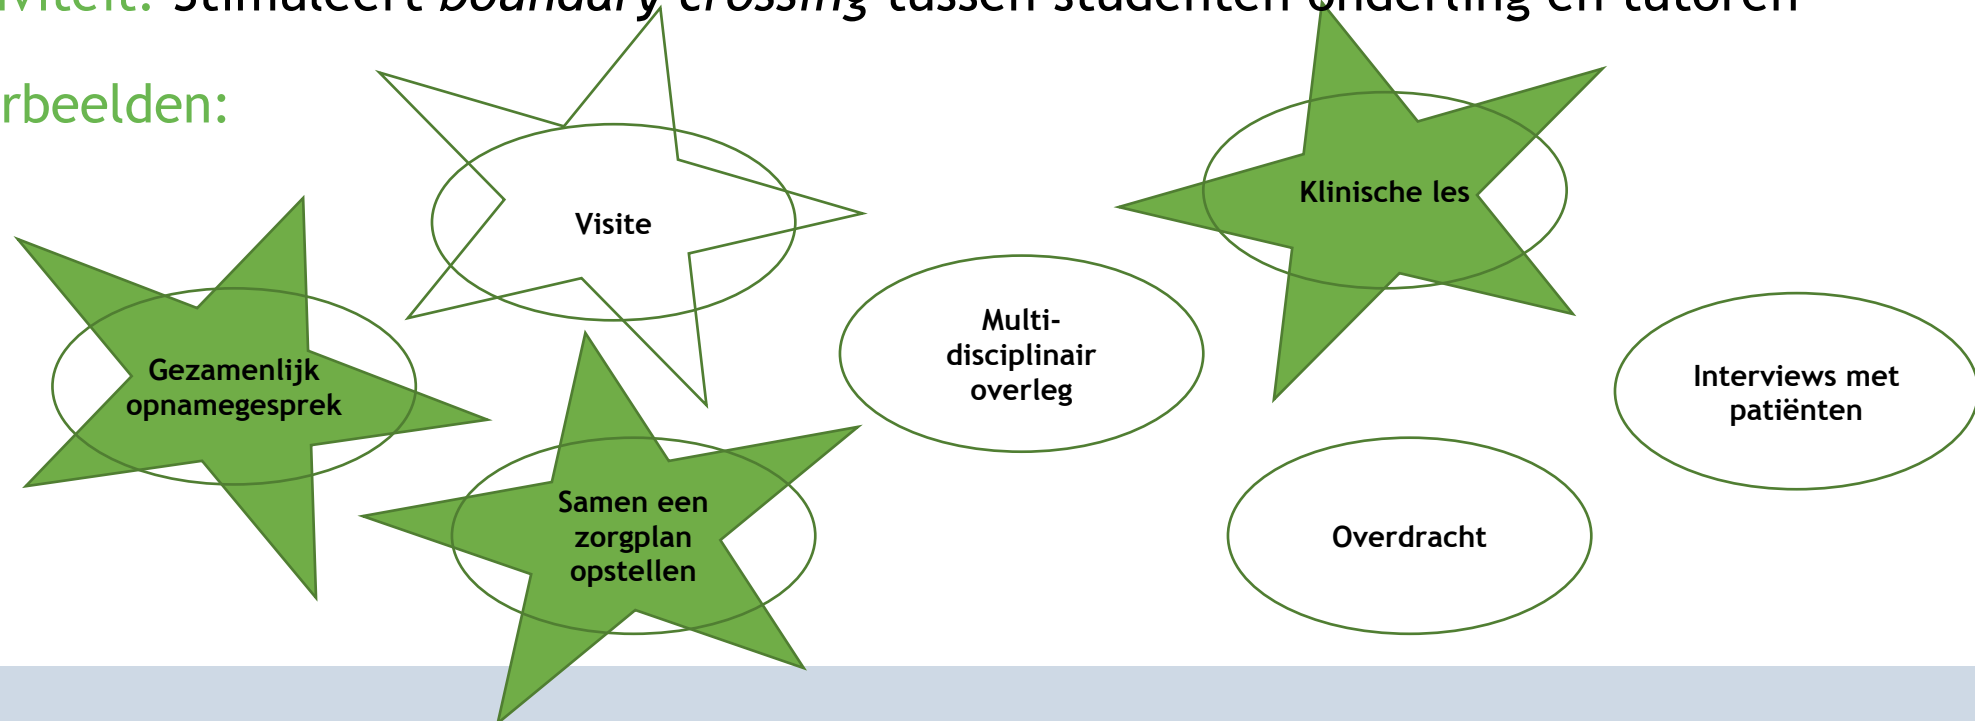 viteit: Stimuleert boundary crossing tussen studenten onderling en tutoren
rbeelden:
Visite
Klinische les
Gezamenlijk
opnamegesprek
Multi-
disciplinair
overleg
Interviews met
patiënten
Samen een
zorgplan
opstellen
Overdracht